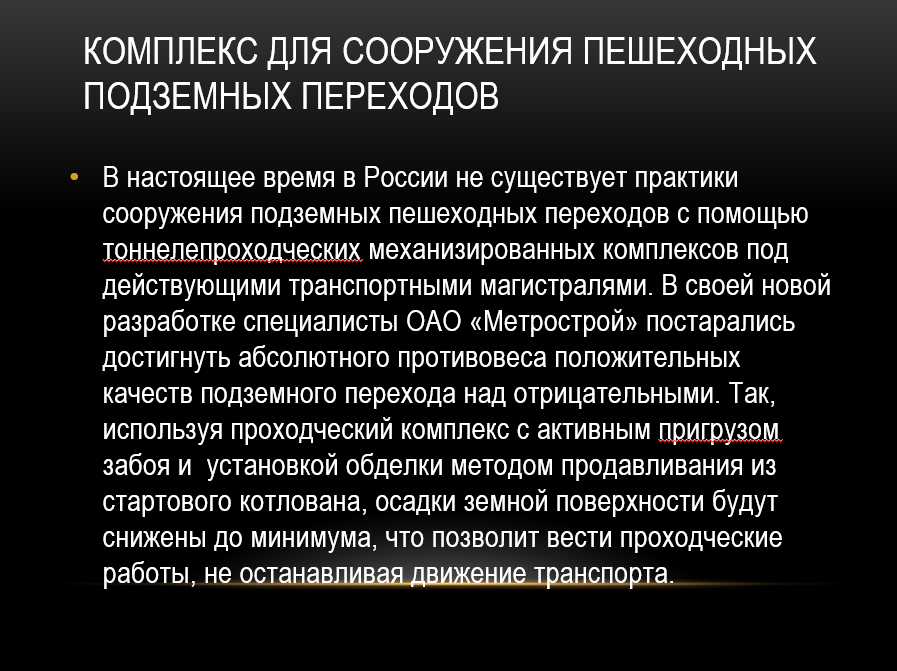 КОМПЛЕКС ДЛЯ СООРУЖЕНИЯ ПЕШЕХОДНЫХ
ПОДЗЕМНЫХ ПЕРЕХОДОВ
• В настоящее время в России не существует практики
сооружения подземных пешеходных переходов с помощью
тоннелепроходческих механизированных комплексов под
действующими транспортными магистралями. В своей новой
разработке специалисты ОАО «Метрострой» постарались
достигнуть абсолютного противовеса положительных
качеств подземного перехода над отрицательными. Так,
используя проходческий комплекс с активным пригрузом
забоя и  установкой обделки методом продавливания из
стартового котлована, осадки земной поверхности будут
снижены до минимума, что позволит вести проходческие
работы, не останавливая движение транспорта.